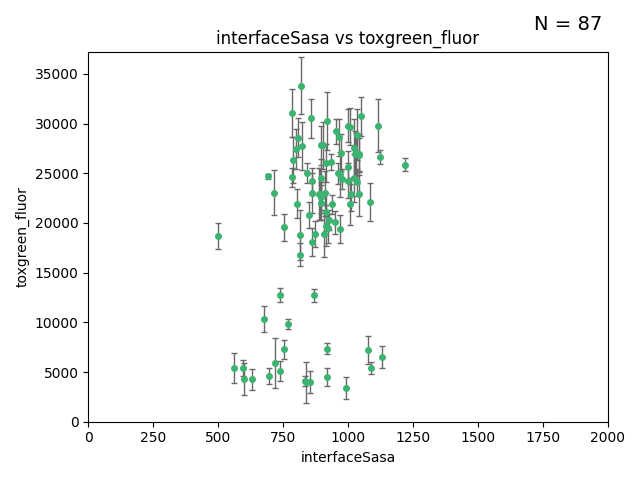 N = 87
interfaceSasa vs toxgreen_fluor
toxgreen_fluor
35000
30000
25000
20000
15000
10000
5000
0
0 250 500 750 1000 1250 1500 1750 2000
interfaceSasa